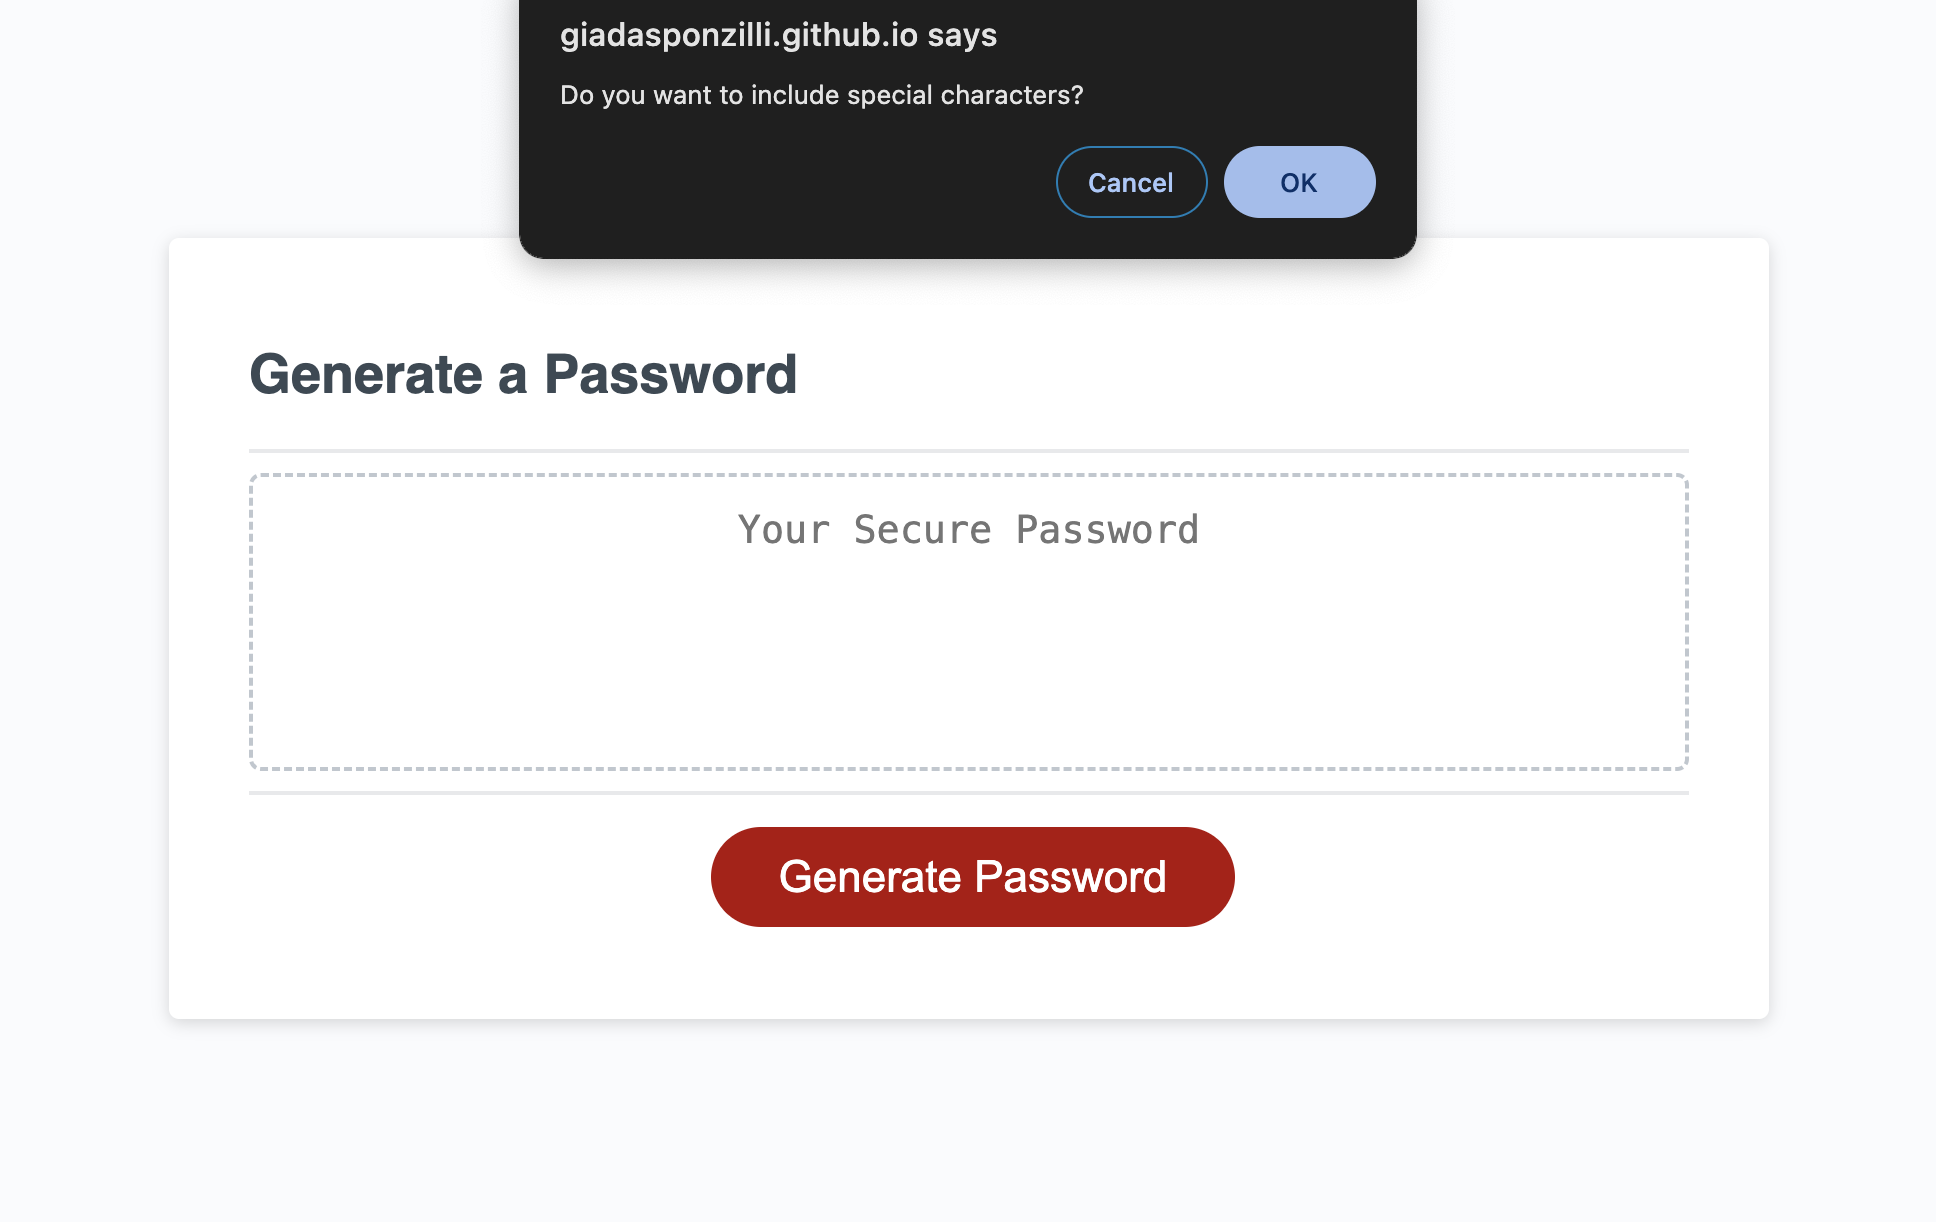 giadasponzilli.github.io says
Do you want to include special characters?
Cancel
OK
Generate a Password
Your Secure Password
Generate Password